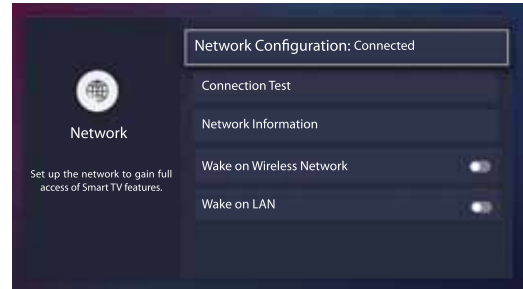 Network Configuration: Connected
Connection Test
Network
Network Information
Set up the network to gain full
access of Smart TV features.
Wake on Wireless Network
Wake on LAN